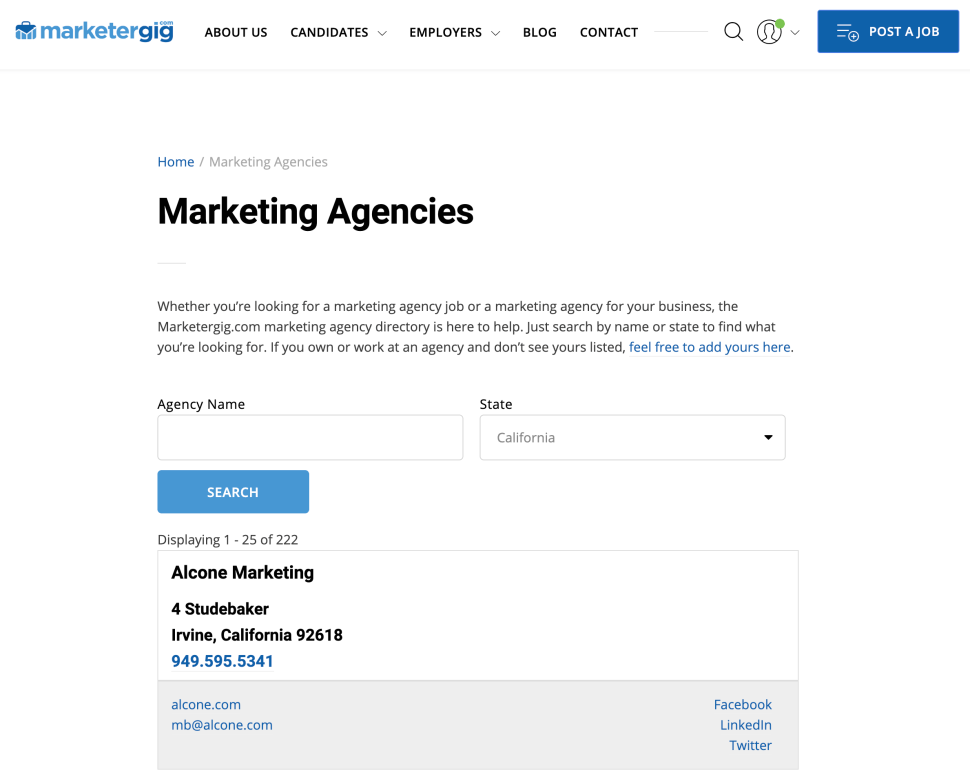 marketergig.com
ABOUT US
CANDIDATES
EMPLOYERS
BLOG
CONTACT
POST A JOB
Home / Marketing Agencies
Marketing Agencies
Whether you're looking for a marketing agency job or a marketing agency for your business, the
Marketergig.com marketing agency directory is here to help. Just search by name or state to find what
you're looking for. If you own or work at an agency and don't see yours listed, feel free to add yours here.
Agency Name
State
California
SEARCH
Displaying 1 - 25 of 222
Alcone Marketing
4 Studebaker
Irvine, California 92618
949.595.5341
alcone.com
mb@alcone.com
Facebook
LinkedIn
Twitter